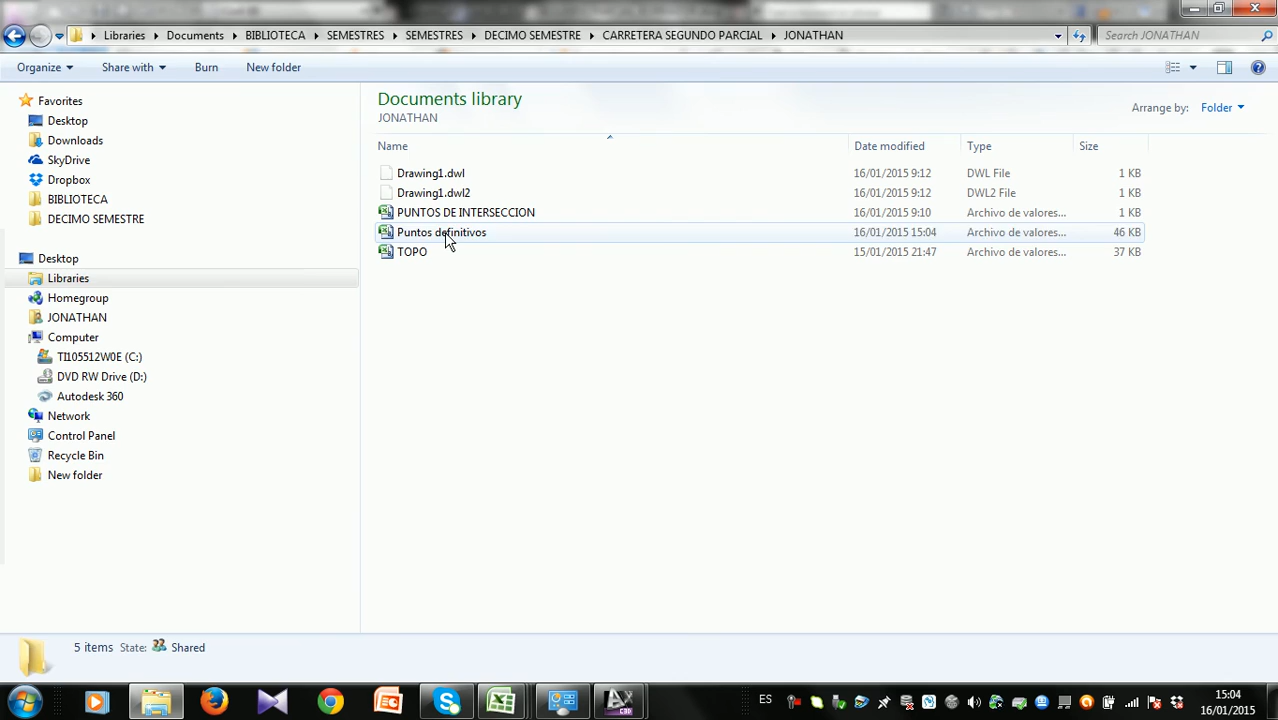 Libraries Documents BIBLIOTECA SEMESTRES SEMESTRES DECIMO SEMESTRE CARRETERA SEGUNDO PARCIAL JONATHAN Search JONATHAN
Organize Share with Burn New folder
Favorites
Desktop
Downloads
SkyDrive
Dropbox
BIBLIOTECA
DECIMO SEMESTRE
Desktop
Libraries
Homegroup
JONATHAN
Computer
TI105512W0E (C:)
DVD RW Drive (D:)
Autodesk 360
Network
Control Panel
Recycle Bin
New folder
Documents library
JONATHAN
Arrange by: Folder
Name Date modified Type Size
Drawing1.dwl 16/01/2015 9:12 DWL File 1 KB
Drawing1.dwl2 16/01/2015 9:12 DWL2 File 1 KB
PUNTOS DE INTERSECCION 16/01/2015 9:10 Archivo de valores... 1 KB
Puntos definitivos 16/01/2015 15:04 Archivo de valores... 46 KB
TOPO 15/01/2015 21:47 Archivo de valores... 37 KB
5 items State: Shared
ES
15:04
16/01/2015